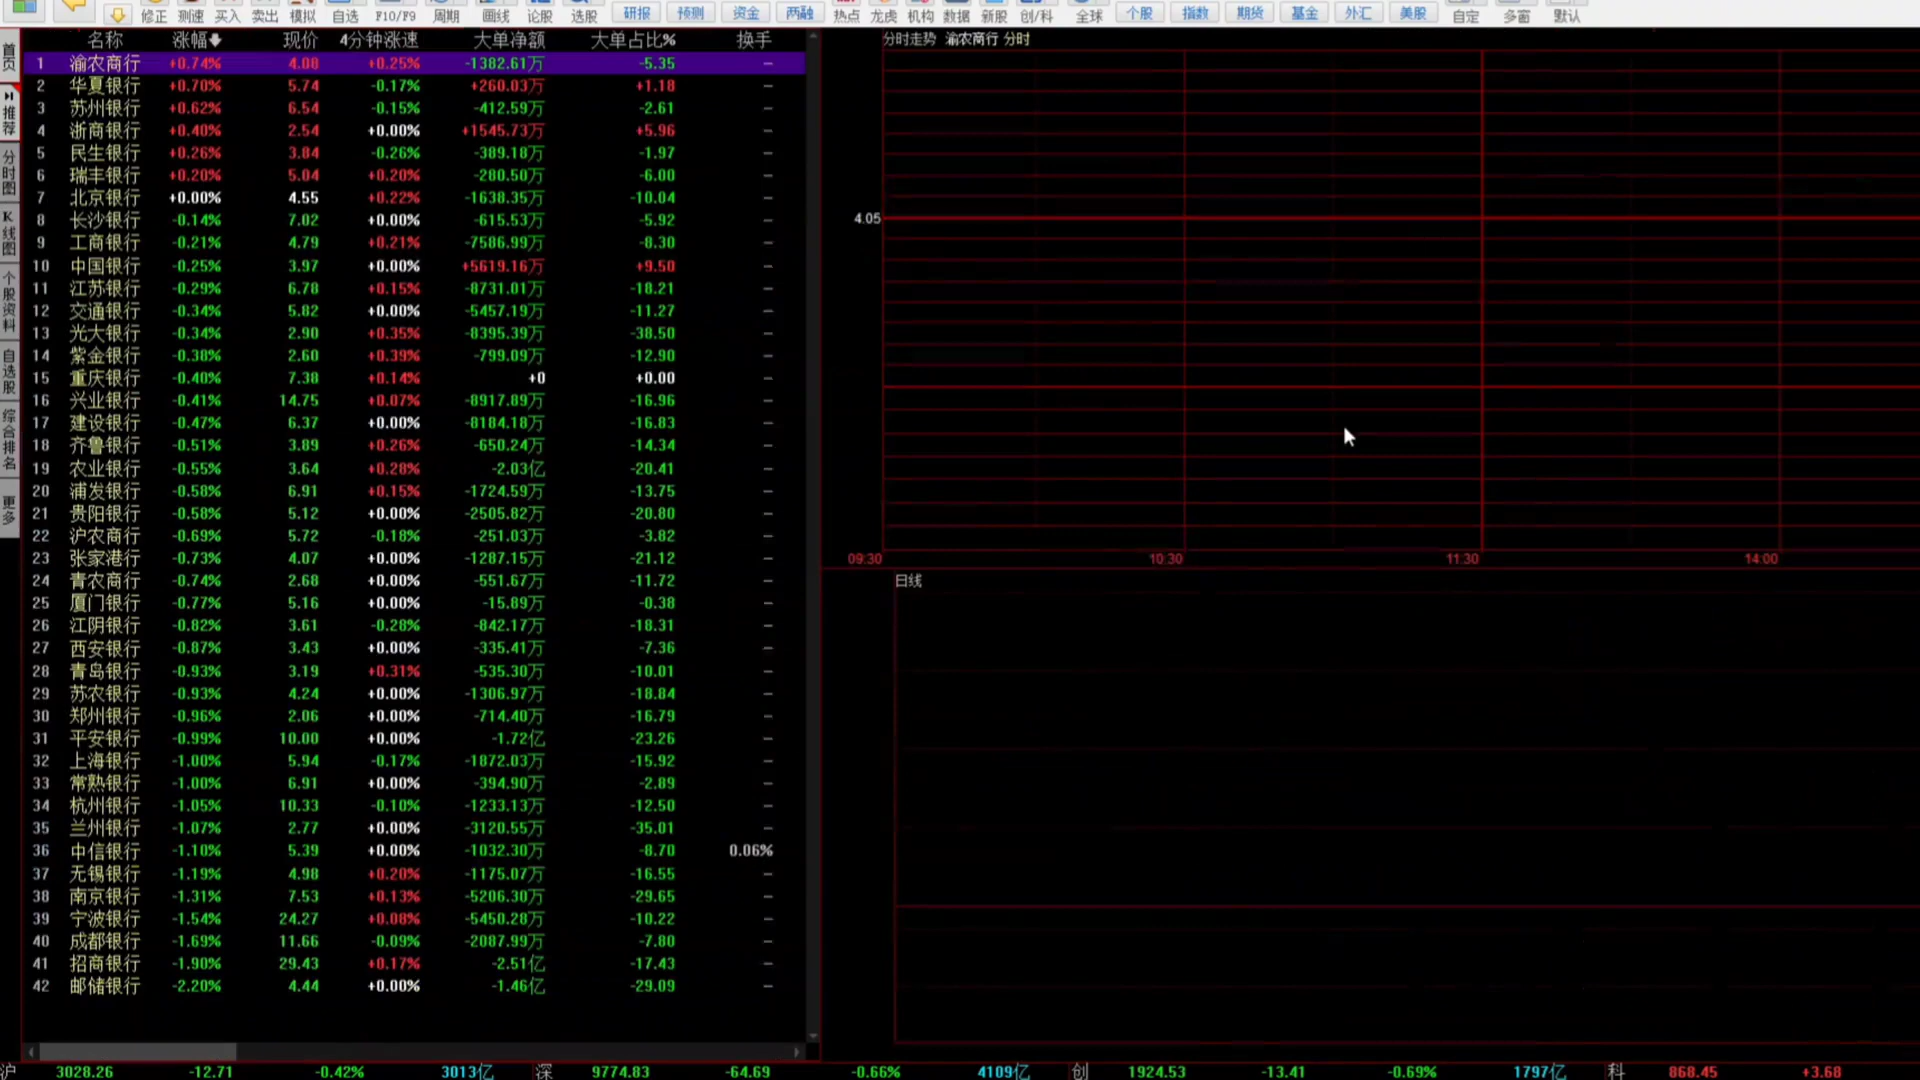 修正 测速 买入 卖出 模拟 自选 F10/F9 周期 画线 论股 选股 研报 预测 资金 两融 热点 龙虎 机构 数据 新股 创/科 全球 个股 指数 期货 基金 外汇 美股 自定 多窗 默认
首页
推荐
分时图
K线图
个股资料
自选股
综合排名
更多
名称 涨幅 现价 4分钟涨速 大单净额 大单占比% 换手
1 渝农商行 +0.74% 4.08 +0.25% -1382.61万 -5.35 —
2 华夏银行 +0.70% 5.74 -0.17% +260.03万 +1.18 —
3 苏州银行 +0.62% 6.54 -0.15% -412.59万 -2.61 —
4 浙商银行 +0.40% 2.54 +0.00% +1545.73万 +5.96 —
5 民生银行 +0.26% 3.84 -0.26% -389.18万 -1.97 —
6 瑞丰银行 +0.20% 5.04 +0.20% -280.50万 -6.00 —
7 北京银行 +0.00% 4.55 +0.22% -1638.35万 -10.04 —
8 长沙银行 -0.14% 7.02 +0.00% -615.53万 -5.92 —
9 工商银行 -0.21% 4.79 +0.21% -7586.99万 -8.30 —
10 中国银行 -0.25% 3.97 +0.00% +5619.16万 +9.50 —
11 江苏银行 -0.29% 6.78 +0.15% -8731.01万 -18.21 —
12 交通银行 -0.34% 5.82 +0.00% -5457.19万 -11.27 —
13 光大银行 -0.34% 2.90 +0.35% -8395.39万 -38.50 —
14 紫金银行 -0.38% 2.60 +0.39% -799.09万 -12.90 —
15 重庆银行 -0.40% 7.38 +0.14% +0 +0.00 —
16 兴业银行 -0.41% 14.75 +0.07% -8917.89万 -16.96 —
17 建设银行 -0.47% 6.37 +0.00% -8184.18万 -16.83 —
18 齐鲁银行 -0.51% 3.89 +0.26% -650.24万 -14.34 —
19 农业银行 -0.55% 3.64 +0.28% -2.03亿 -20.41 —
20 浦发银行 -0.58% 6.91 +0.15% -1724.59万 -13.75 —
21 贵阳银行 -0.58% 5.12 +0.00% -2505.82万 -20.80 —
22 沪农商行 -0.69% 5.72 -0.18% -251.03万 -3.82 —
23 张家港行 -0.73% 4.07 +0.00% -1287.15万 -21.12 —
24 青农商行 -0.74% 2.68 +0.00% -551.67万 -11.72 —
25 厦门银行 -0.77% 5.16 +0.00% -15.89万 -0.38 —
26 江阴银行 -0.82% 3.61 -0.28% -842.17万 -18.31 —
27 西安银行 -0.87% 3.43 +0.00% -335.41万 -7.36 —
28 青岛银行 -0.93% 3.19 +0.31% -535.30万 -10.01 —
29 苏农银行 -0.93% 4.24 +0.00% -1306.97万 -18.84 —
30 郑州银行 -0.96% 2.06 +0.00% -714.40万 -16.79 —
31 平安银行 -0.99% 10.00 +0.00% -1.72亿 -23.26 —
32 上海银行 -1.00% 5.94 -0.17% -1872.03万 -15.92 —
33 常熟银行 -1.00% 6.91 +0.00% -394.90万 -2.89 —
34 杭州银行 -1.05% 10.33 -0.10% -1233.13万 -12.50 —
35 兰州银行 -1.07% 2.77 +0.00% -3120.55万 -35.01 —
36 中信银行 -1.10% 5.39 +0.00% -1032.30万 -8.70 0.06%
37 无锡银行 -1.19% 4.98 +0.20% -1175.07万 -16.55 —
38 南京银行 -1.31% 7.53 +0.13% -5206.30万 -29.65 —
39 宁波银行 -1.54% 24.27 +0.08% -5450.28万 -10.22 —
40 成都银行 -1.69% 11.66 -0.09% -2087.99万 -7.80 —
41 招商银行 -1.90% 29.43 +0.17% -2.51亿 -17.43 —
42 邮储银行 -2.20% 4.44 +0.00% -1.46亿 -29.09 —
分时走势 渝农商行 分时
4.05
09:30 10:30 11:30 14:00
日线
沪 3028.26 -12.71 -0.42% 3013亿 深 9774.83 -64.69 -0.66% 4109亿 创 1924.53 -13.41 -0.69% 1797亿 科 868.45 +3.68